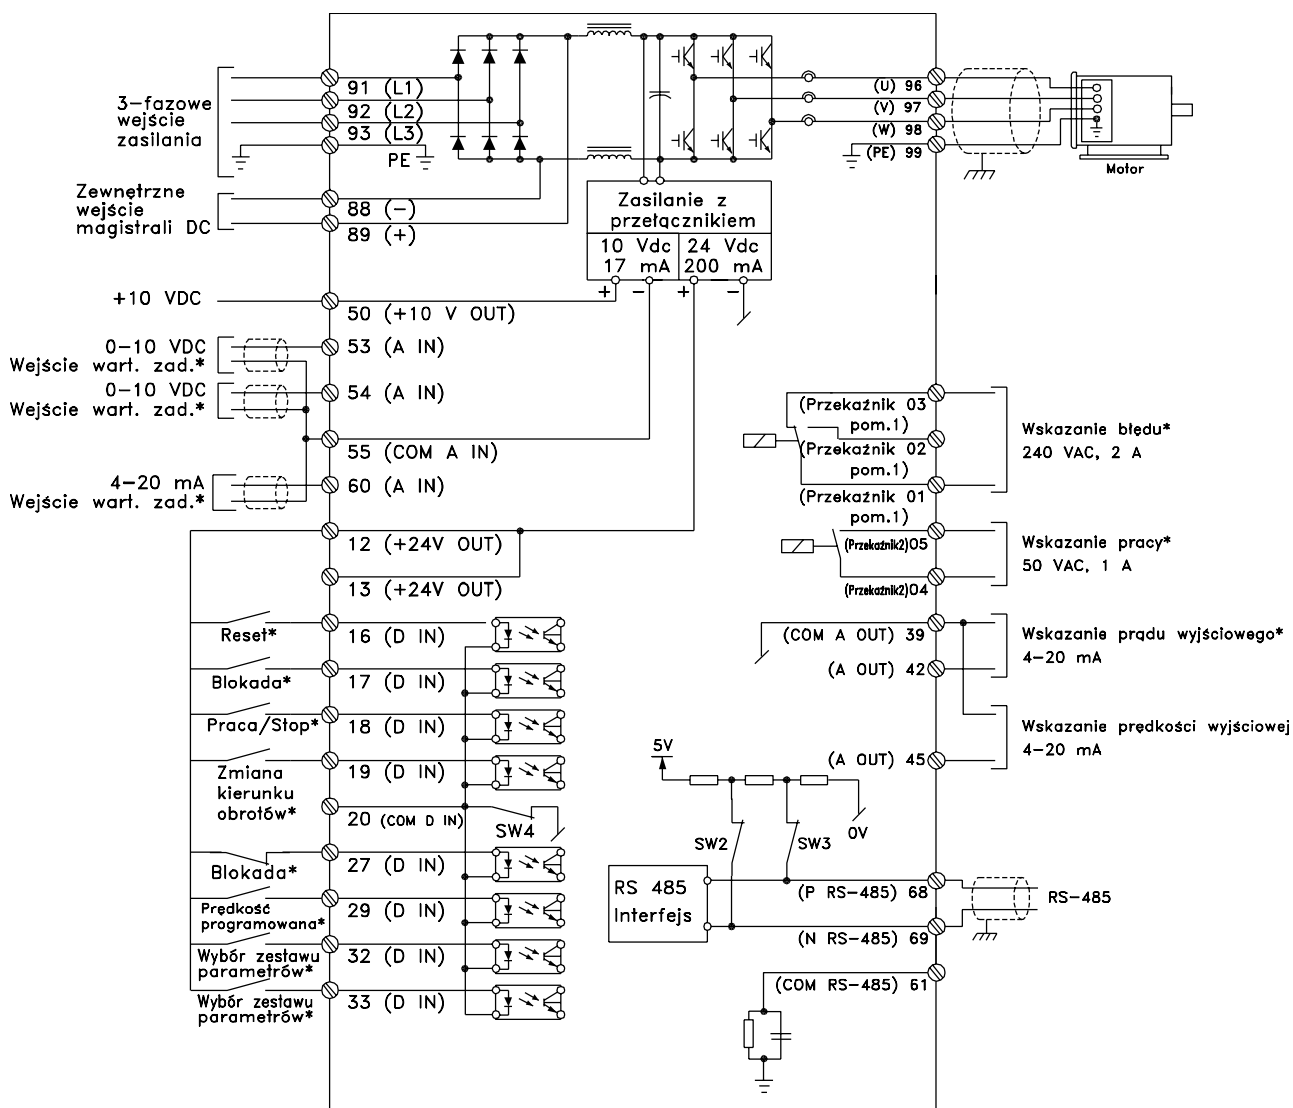 3-fazowe
wejście
zasilania
91 (L1)
92 (L2)
93 (L3)
PE
Zewnętrzne
wejście
magistrali DC
88 (−)
89 (+)
Zasilanie z
przełącznikiem
10 Vdc
17 mA
24 Vdc
200 mA
+ − + −
(U) 96
(V) 97
(W) 98
(PE) 99
Motor
+10 VDC
50 (+10 V OUT)
0−10 VDC
Wejście wart. zad.*
53 (A IN)
0−10 VDC
Wejście wart. zad.*
54 (A IN)
55 (COM A IN)
4−20 mA
Wejście wart. zad.*
60 (A IN)
12 (+24V OUT)
13 (+24V OUT)
Reset*
16 (D IN)
Blokada*
17 (D IN)
Praca/Stop*
18 (D IN)
Zmiana
kierunku
obrotów*
19 (D IN)
20 (COM D IN)
SW4
Blokada*
27 (D IN)
Prędkość
programowana*
29 (D IN)
Wybór zestawu
parametrów*
32 (D IN)
Wybór zestawu
parametrów*
33 (D IN)
(Przekaźnik 03
pom.1)
(Przekaźnik 02
pom.1)
(Przekaźnik 01
pom.1)
Wskazanie błędu*
240 VAC, 2 A
(Przekaźnik2)05
(Przekaźnik2)04
Wskazanie pracy*
50 VAC, 1 A
(COM A OUT) 39
(A OUT) 42
Wskazanie prądu wyjściowego*
4−20 mA
Wskazanie prędkości wyjściowej
4−20 mA
(A OUT) 45
5V
0V
SW2
SW3
RS 485
Interfejs
(P RS−485) 68
(N RS−485) 69
RS−485
(COM RS−485) 61